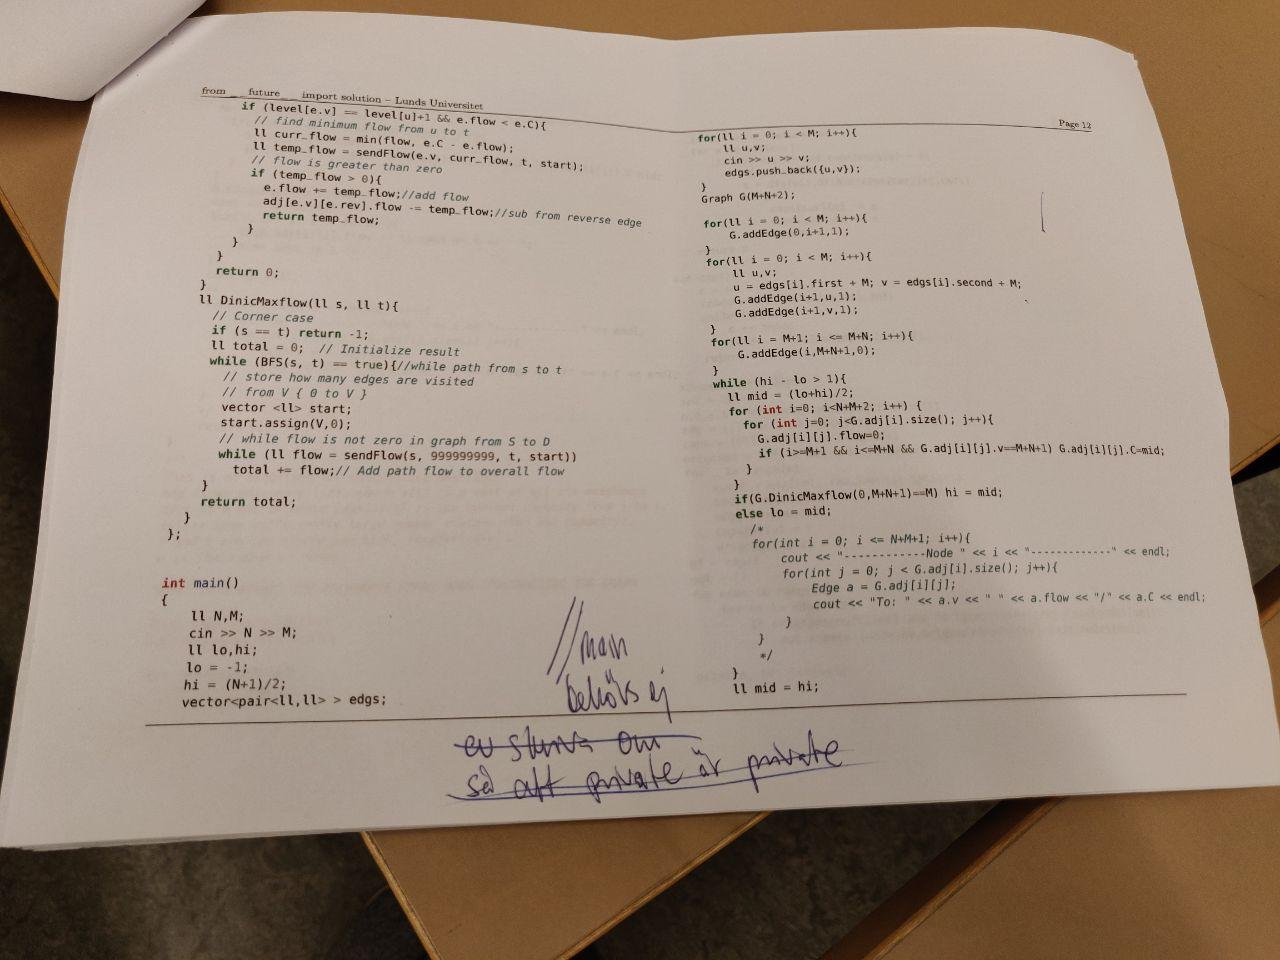 from __ future __ import solution – Lunds Universitet
Page 12
if (level[e.v] == level[u]+1 && e.flow < e.C){
// find minimum flow from u to t
ll curr_flow = min(flow, e.C - e.flow);
ll temp_flow = sendFlow(e.v, curr_flow, t, start);
// flow is greater than zero
if (temp_flow > 0){
e.flow += temp_flow;//add flow
adj[e.v][e.rev].flow -= temp_flow;//sub from reverse edge
return temp_flow;
}
}
}
return 0;
}
ll DinicMaxflow(ll s, ll t){
// Corner case
if (s == t) return -1;
ll total = 0;  // Initialize result
while (BFS(s, t) == true){//while path from s to t
// store how many edges are visited
// from V { 0 to V }
vector <ll> start;
start.assign(V,0);
// while flow is not zero in graph from S to D
while (ll flow = sendFlow(s, 999999999, t, start))
total += flow;// Add path flow to overall flow
}
return total;
}
};
int main()
{
ll N,M;
cin >> N >> M;
ll lo,hi;
lo = -1;
hi = (N+1)/2;
vector<pair<ll,ll> > edgs;
for(ll i = 0; i < M; i++){
ll u,v;
cin >> u >> v;
edgs.push_back({u,v});
}
Graph G(M+N+2);
for(ll i = 0; i < M; i++){
G.addEdge(0,i+1,1);
}
for(ll i = 0; i < M; i++){
ll u,v;
u = edgs[i].first + M; v = edgs[i].second + M;
G.addEdge(i+1,u,1);
G.addEdge(i+1,v,1);
}
for(ll i = M+1; i <= M+N; i++){
G.addEdge(i,M+N+1,0);
}
while (hi - lo > 1){
ll mid = (lo+hi)/2;
for (int i=0; i<N+M+2; i++) {
for (int j=0; j<G.adj[i].size(); j++){
G.adj[i][j].flow=0;
if (i>=M+1 && i<=M+N && G.adj[i][j].v==M+N+1) G.adj[i][j].C=mid;
}
}
if(G.DinicMaxflow(0,M+N+1)==M) hi = mid;
else lo = mid;
/*
for(int i = 0; i <= N+M+1; i++){
cout << "------------Node " << i << "-------------" << endl;
for(int j = 0; j < G.adj[i].size(); j++){
Edge a = G.adj[i][j];
cout << "To: " << a.v << " " << a.flow << "/" << a.C << endl;
}
}
*/
}
ll mid = hi;
//main
behövs ej
om
så att private är private